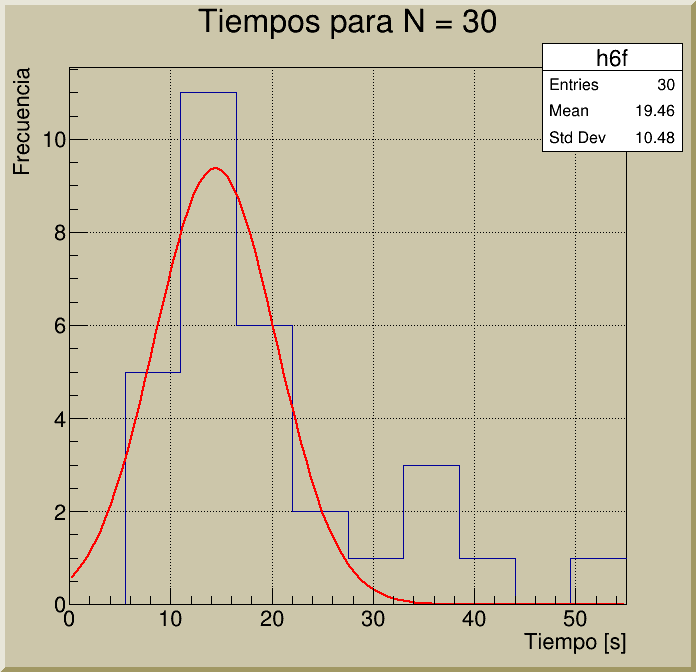 Tiempos para N = 30
h6f
Entries 30
Mean 19.46
Std Dev 10.48
Frecuencia
10
8
6
4
2
0
0 10 20 30 40 50
Tiempo [s]